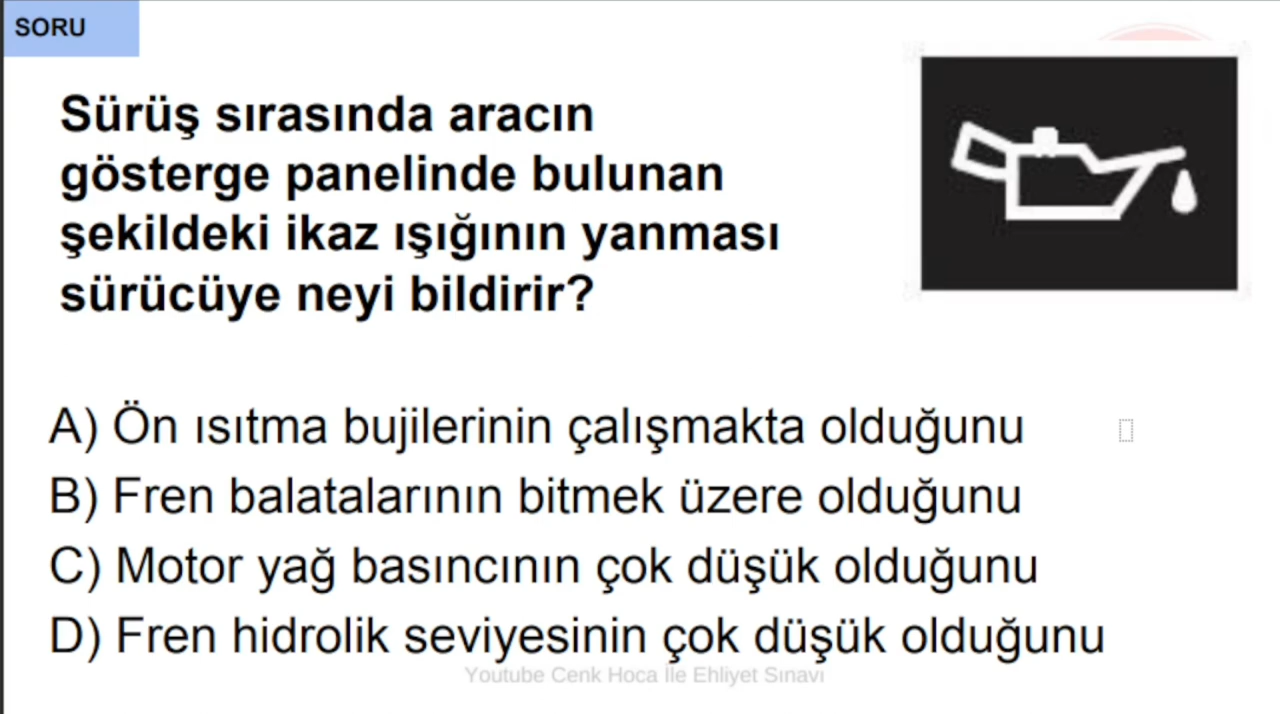 SORU
Sürüş sırasında aracın
gösterge panelinde bulunan
şekildeki ikaz ışığının yanması
sürücüye neyi bildirir?
A) Ön ısıtma bujilerinin çalışmakta olduğunu
B) Fren balatalarının bitmek üzere olduğunu
C) Motor yağ basıncının çok düşük olduğunu
D) Fren hidrolik seviyesinin çok düşük olduğunu
Youtube Cenk Hoca İle Ehliyet Sınavı